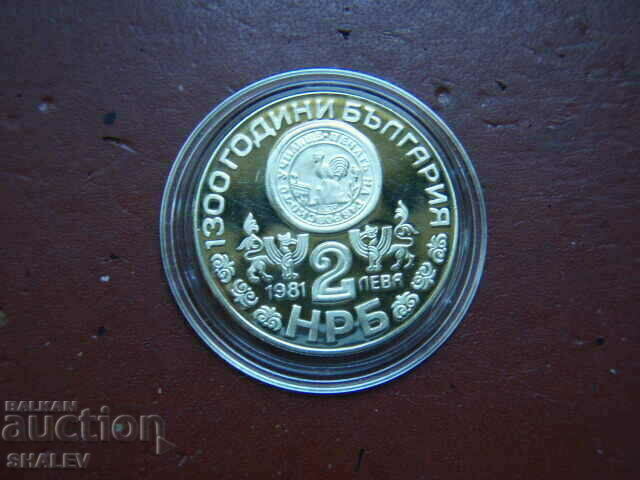 1300 ГОДИНИ БЪЛГАРИЯ
1981 2 ЛЕВА
НРБ
BALKAN
auction
SHALEV